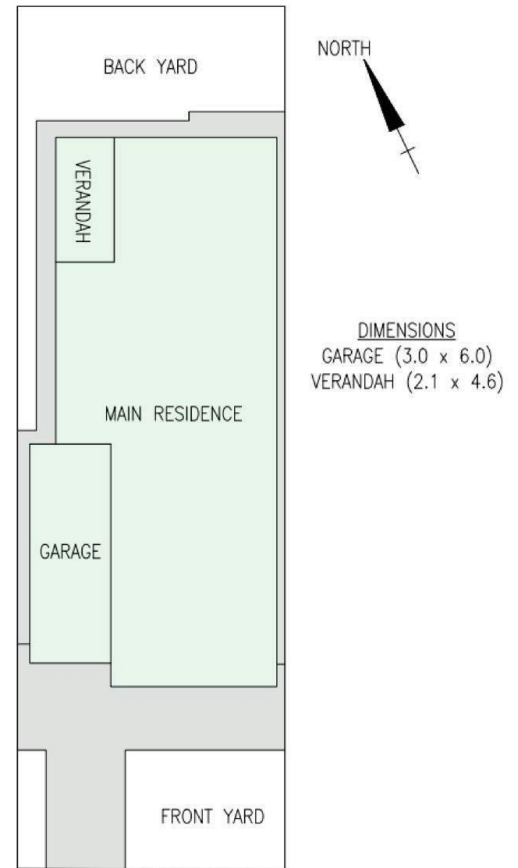 BACK YARD
NORTH
VERANDAH
DIMENSIONS
GARAGE (3.0 x 6.0)
VERANDAH (2.1 x 4.6)
MAIN RESIDENCE
GARAGE
FRONT YARD